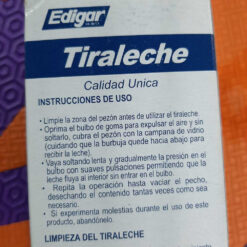 Edigar
Tiraleche
Calidad Unica
INSTRUCCIONES DE USO
• Limpie la zona del pezón antes de utilizar el tiraleche.
• Oprima el bulbo de goma para expulsar el aire y sin
soltarlo, cubra el pezón con la campana de vidrio
(cuidando que la burbuja quede hacia abajo para
recibir la leche).
• Vaya soltando lenta y gradualmente la presión en el
bulbo con suaves pulsaciones permitiendo que la
leche fluya al interior sin entrar en el bulbo.
• Repita la operación hasta vaciar el pecho,
desechando el contenido tantas veces como sea
necesario.
• Si experimenta molestias durante el uso de este
producto, abandónelo.
LIMPIEZA DEL TIRALECHE